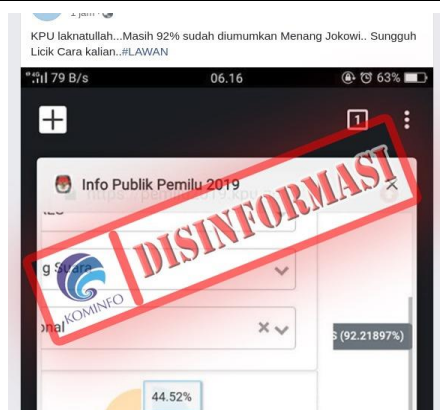 1 jam
KPU laknatullah...Masih 92% sudah diumumkan Menang Jokowi.. Sungguh
Licik Cara kalian..#LAWAN
79 B/s 06.16 63%
1
Info Publik Pemilu 2019
DISINFORMASI
g Suara
KOMINFO
onal
(92.21897%)
44.52%